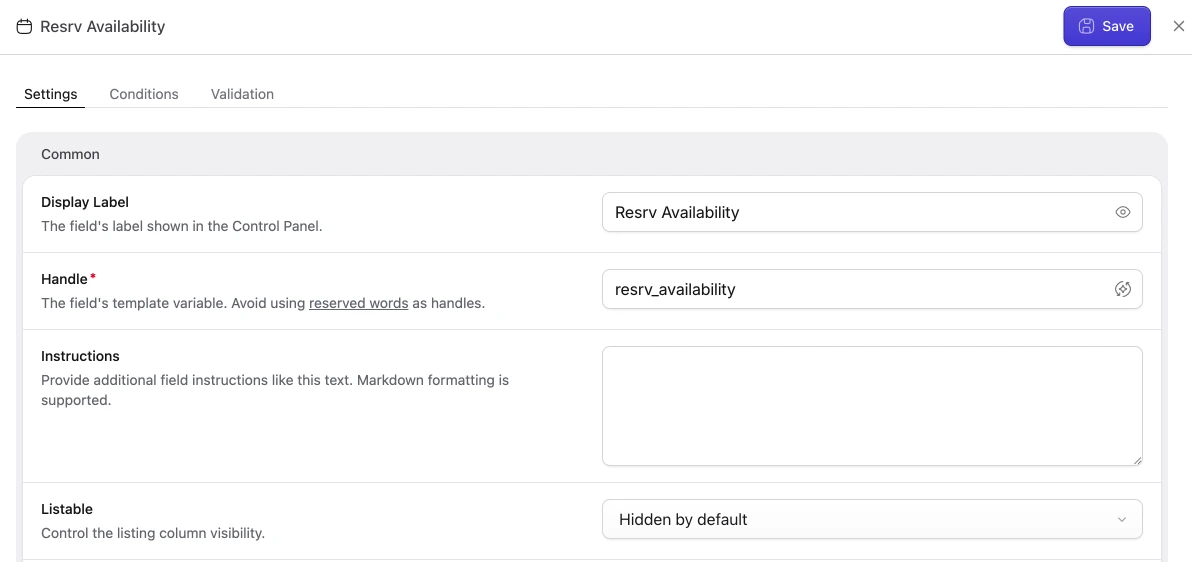 Resrv Availability
Save
Settings
Conditions
Validation
Common
Display Label
The field's label shown in the Control Panel.
Resrv Availability
Handle*
The field's template variable. Avoid using reserved words as handles.
resrv_availability
Instructions
Provide additional field instructions like this text. Markdown formatting is
supported.
Listable
Control the listing column visibility.
Hidden by default